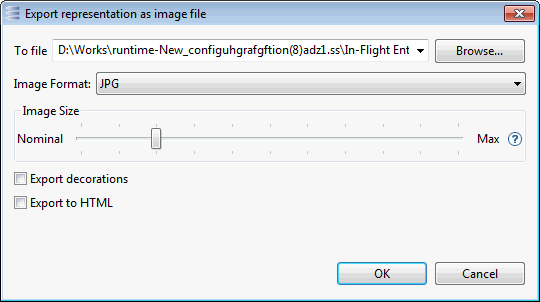 Export representation as image file
To file D:\Works\runtime-New_configuhgrafgftion(8)adz1.ss\In-Flight Ent Browse...
Image Format: JPG
Image Size
Nominal Max ?
Export decorations
Export to HTML
OK Cancel